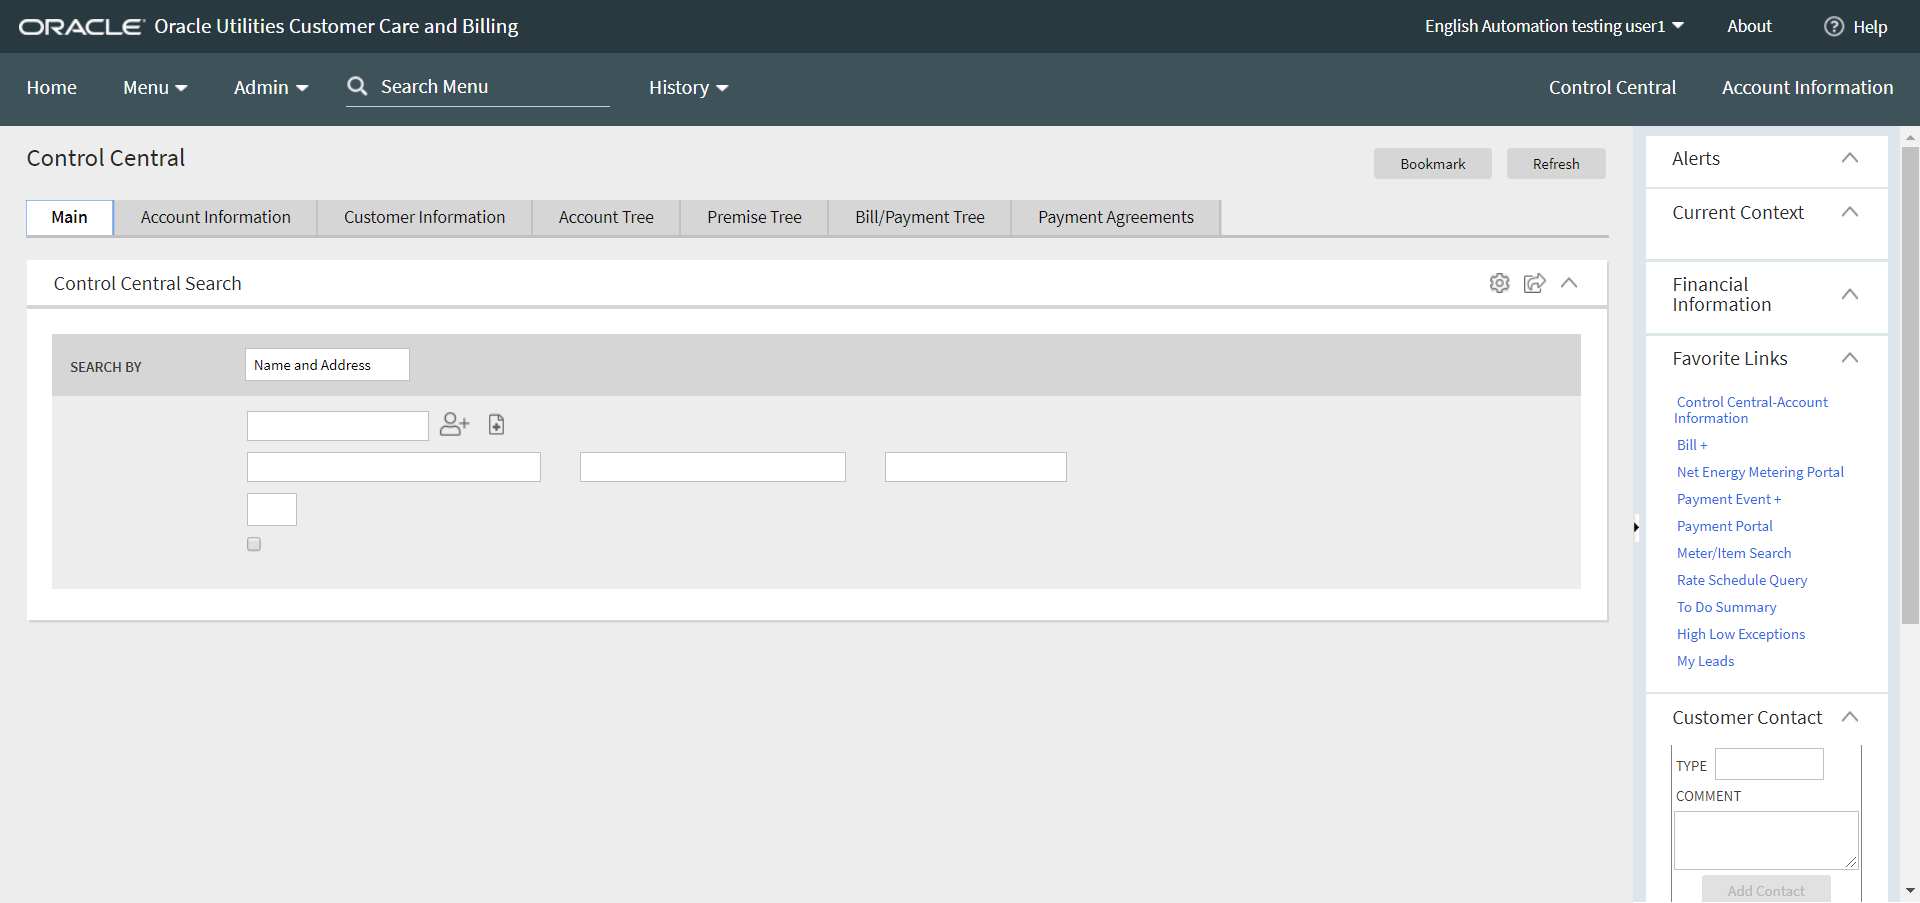 ORACLE Oracle Utilities Customer Care and Billing
English Automation testing user1 About Help
Home Menu Admin Search Menu History Control Central Account Information
Control Central
Bookmark Refresh
Main Account Information Customer Information Account Tree Premise Tree Bill/Payment Tree Payment Agreements
Control Central Search
SEARCH BY Name and Address
Alerts
Current Context
Financial
Information
Favorite Links
Control Central-Account
Information
Bill +
Net Energy Metering Portal
Payment Event +
Payment Portal
Meter/Item Search
Rate Schedule Query
To Do Summary
High Low Exceptions
My Leads
Customer Contact
TYPE
COMMENT
Add Contact